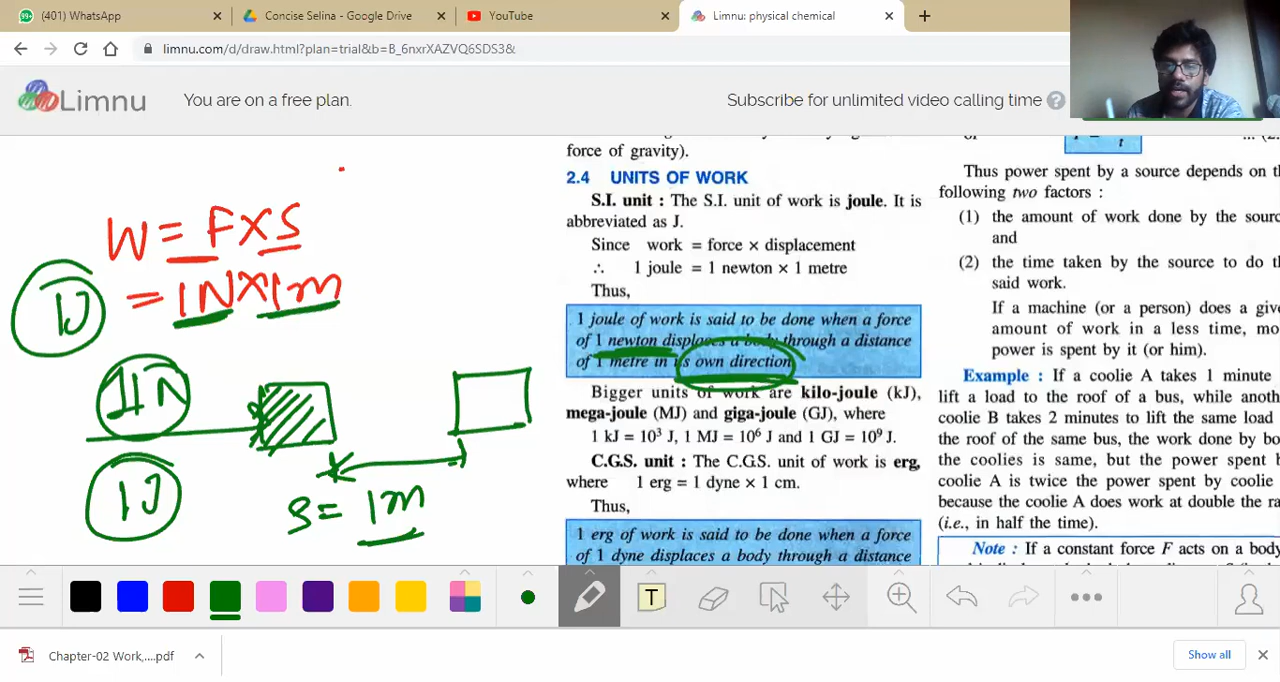 (401) WhatsApp
Concise Selina - Google Drive
YouTube
Limnu: physical chemical
limnu.com/d/draw.html?plan=trial&b=B_6nxrXAZVQ6SDS3&
Limnu
You are on a free plan.
Subscribe for unlimited video calling time
W = F X S
1J = 1N X 1m
1N
1J
S = 1m
force of gravity).
2.4 UNITS OF WORK
S.I. unit : The S.I. unit of work is joule. It is
abbreviated as J.
Since work = force × displacement
∴ 1 joule = 1 newton × 1 metre
Thus,
1 joule of work is said to be done when a force
of 1 newton displaces a body through a distance
of 1 metre in its own direction
Bigger units of work are kilo-joule (kJ),
mega-joule (MJ) and giga-joule (GJ), where
1 kJ = 10³ J, 1 MJ = 10⁶ J and 1 GJ = 10⁹ J.
C.G.S. unit : The C.G.S. unit of work is erg,
where 1 erg = 1 dyne × 1 cm.
Thus,
1 erg of work is said to be done when a force
of 1 dyne displaces a body through a distance
Thus power spent by a source depends on
following two factors :
(1) the amount of work done by the
and
(2) the time taken by the source to do
said work.
If a machine (or a person) does a
amount of work in a less time,
power is spent by it (or him).
Example : If a coolie A takes 1 minute
lift a load to the roof of a bus, while
coolie B takes 2 minutes to lift the same load
the roof of the same bus, the work done by
the coolies is same, but the power spent
coolie A is twice the power spent by coolie
because the coolie A does work at double the
(i.e., in half the time).
Note : If a constant force F acts on a body
T
Chapter-02 Work,....pdf
Show all